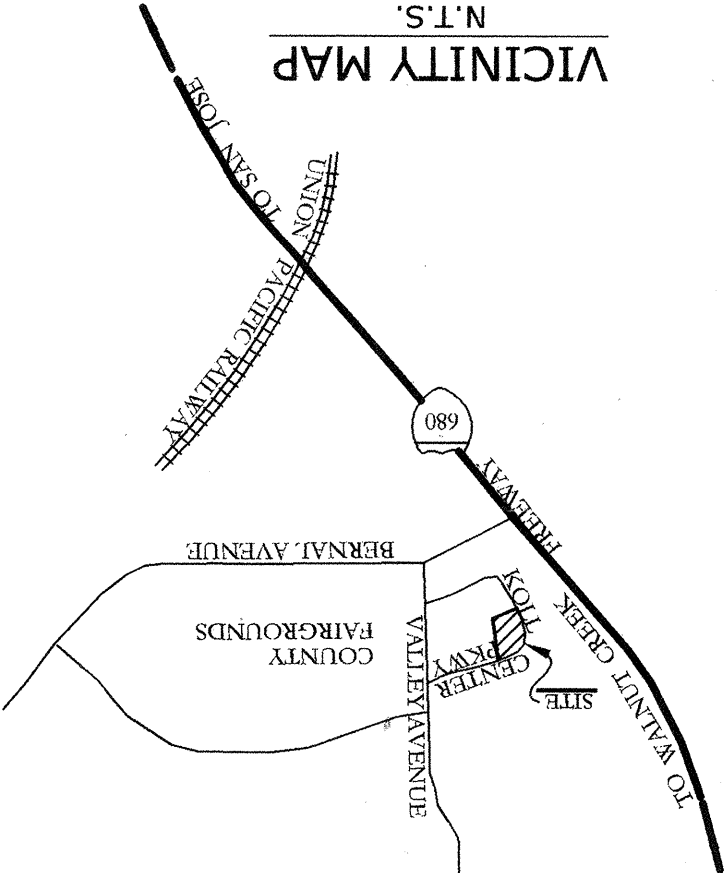 TO WALNUT CREEK
SITE
CENTER
PKWY
KOLL
VALLEY AVENUE
COUNTY
FAIRGROUNDS
BERNAL AVENUE
FREEWAY
680
UNION PACIFIC RAILWAY
TO SAN JOSE
VICINITY MAP
N.T.S.